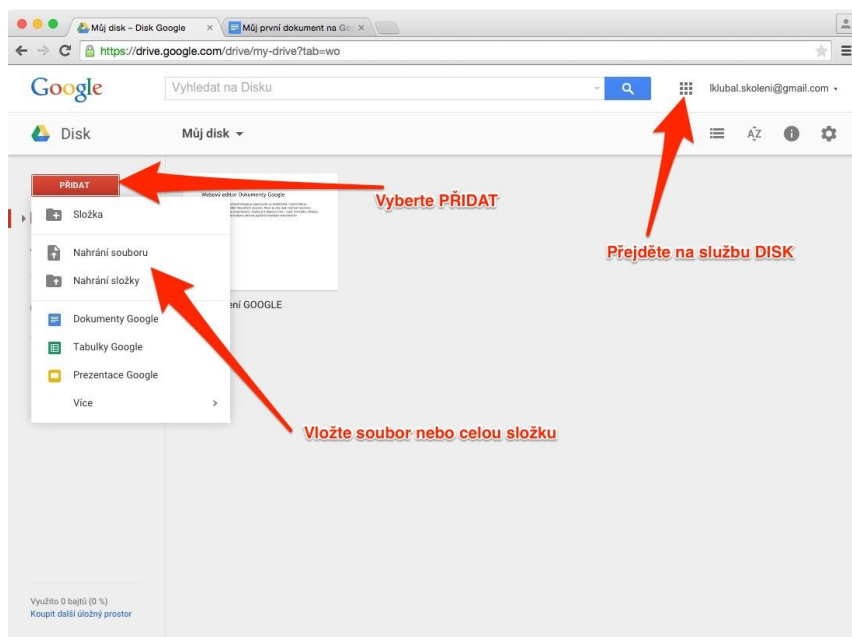 Můj disk – Disk Google
Můj první dokument na Go
https://drive.google.com/drive/my-drive?tab=wo
Google
Vyhledat na Disku
lklubal.skoleni@gmail.com
Disk
Můj disk
AZ
PŘIDAT
Webový editor Dokumenty Google
Vyberte PŘIDAT
Složka
Přejděte na službu DISK
Nahrání souboru
Nahrání složky
ení GOOGLE
Dokumenty Google
Tabulky Google
Prezentace Google
Více
Vložte soubor nebo celou složku
Využito 0 bajtů (0 %)
Koupit další úložný prostor